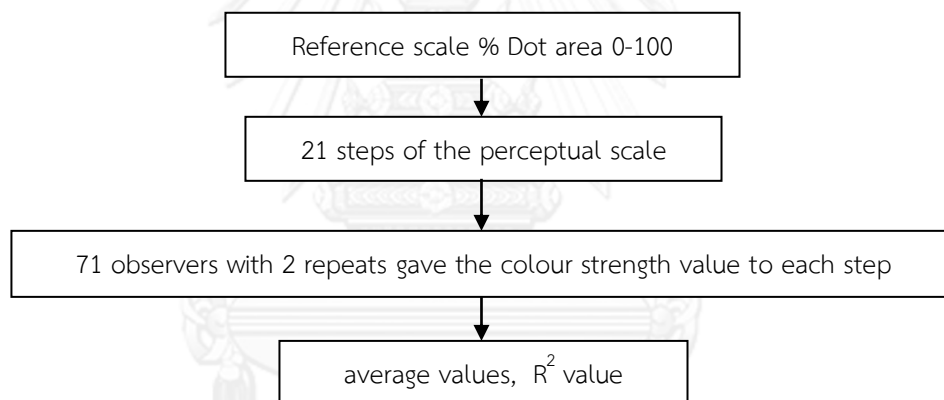 Reference scale % Dot area 0-100
21 steps of the perceptual scale
71 observers with 2 repeats gave the colour strength value to each step
average values, R² value